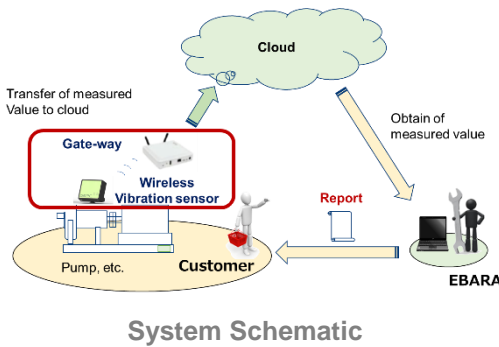 Cloud
Transfer of measured
Value to cloud
Obtain of
measured value
Gate-way
Wireless
Vibration sensor
Report
Pump, etc.
Customer
EBARA
System Schematic